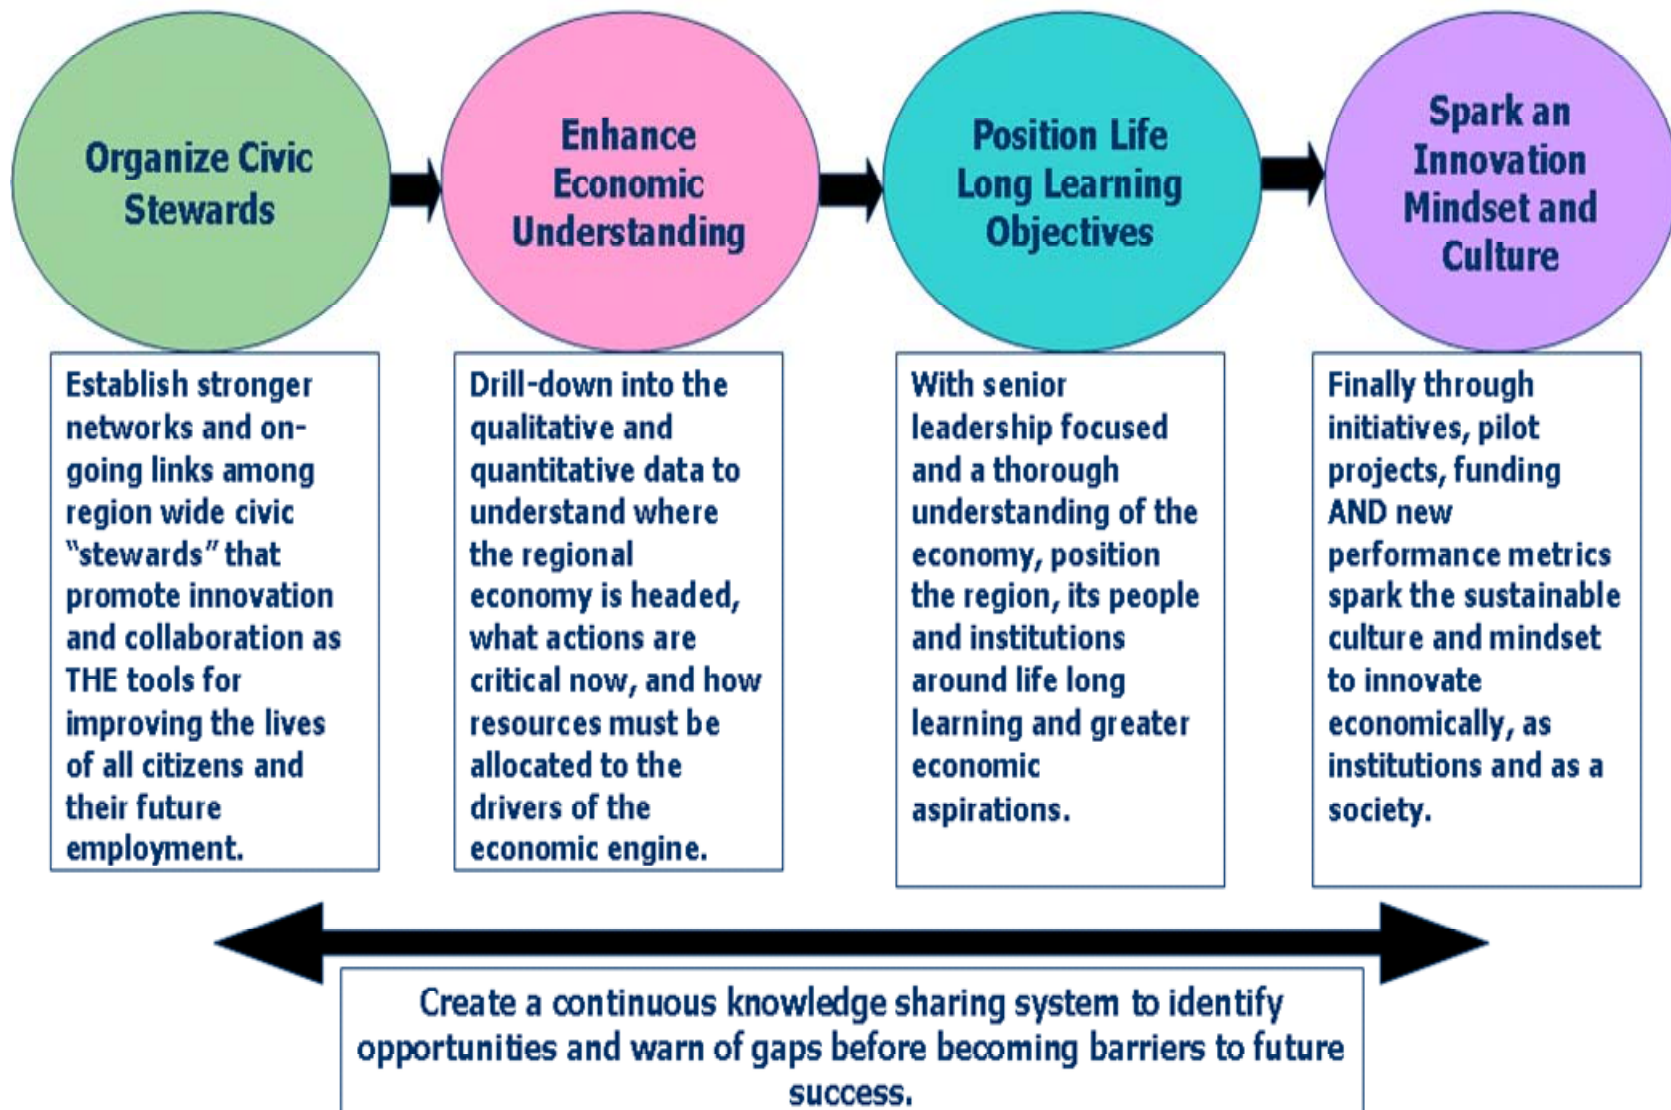 Organize Civic
Stewards
Enhance
Economic
Understanding
Position Life
Long Learning
Objectives
Spark an
Innovation
Mindset and
Culture
Establish stronger
networks and on-
going links among
region wide civic
“stewards” that
promote innovation
and collaboration as
THE tools for
improving the lives
of all citizens and
their future
employment.
Drill-down into the
qualitative and
quantitative data to
understand where
the regional
economy is headed,
what actions are
critical now, and how
resources must be
allocated to the
drivers of the
economic engine.
With senior
leadership focused
and a thorough
understanding of the
economy, position
the region, its people
and institutions
around life long
learning and greater
economic
aspirations.
Finally through
initiatives, pilot
projects, funding
AND new
performance metrics
spark the sustainable
culture and mindset
to innovate
economically, as
institutions and as a
society.
Create a continuous knowledge sharing system to identify
opportunities and warn of gaps before becoming barriers to future
success.